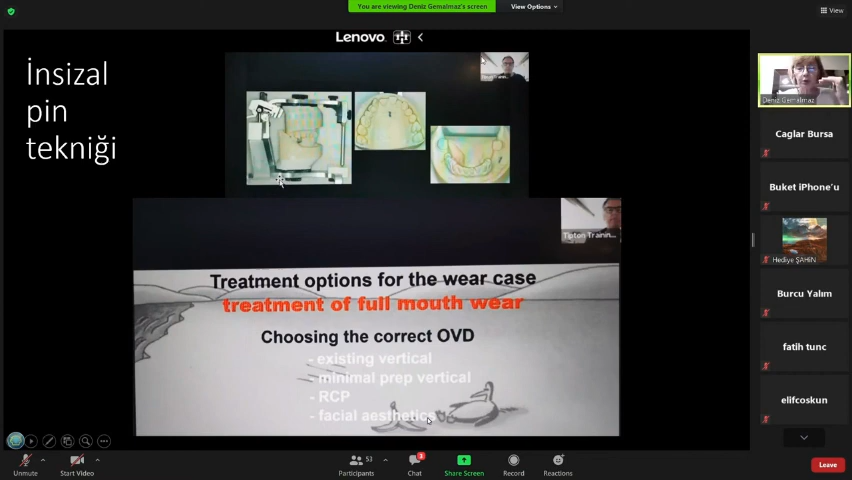 You are viewing Deniz Gemalmaz's screen
View Options
View
Lenovo
İnsizal
pin
tekniği
Tipton Trainin...
Treatment options for the wear case
treatment of full mouth wear
Choosing the correct OVD
- existing vertical
- minimal prep vertical
- RCP
- facial aesthetics
Deniz Gemalmaz
Caglar Bursa
Buket iPhone'u
Hediye ŞAHİN
Burcu Yalım
fatih tunc
elifcoskun
Unmute
Start Video
53
Participants
3
Chat
Share Screen
Record
Reactions
Leave